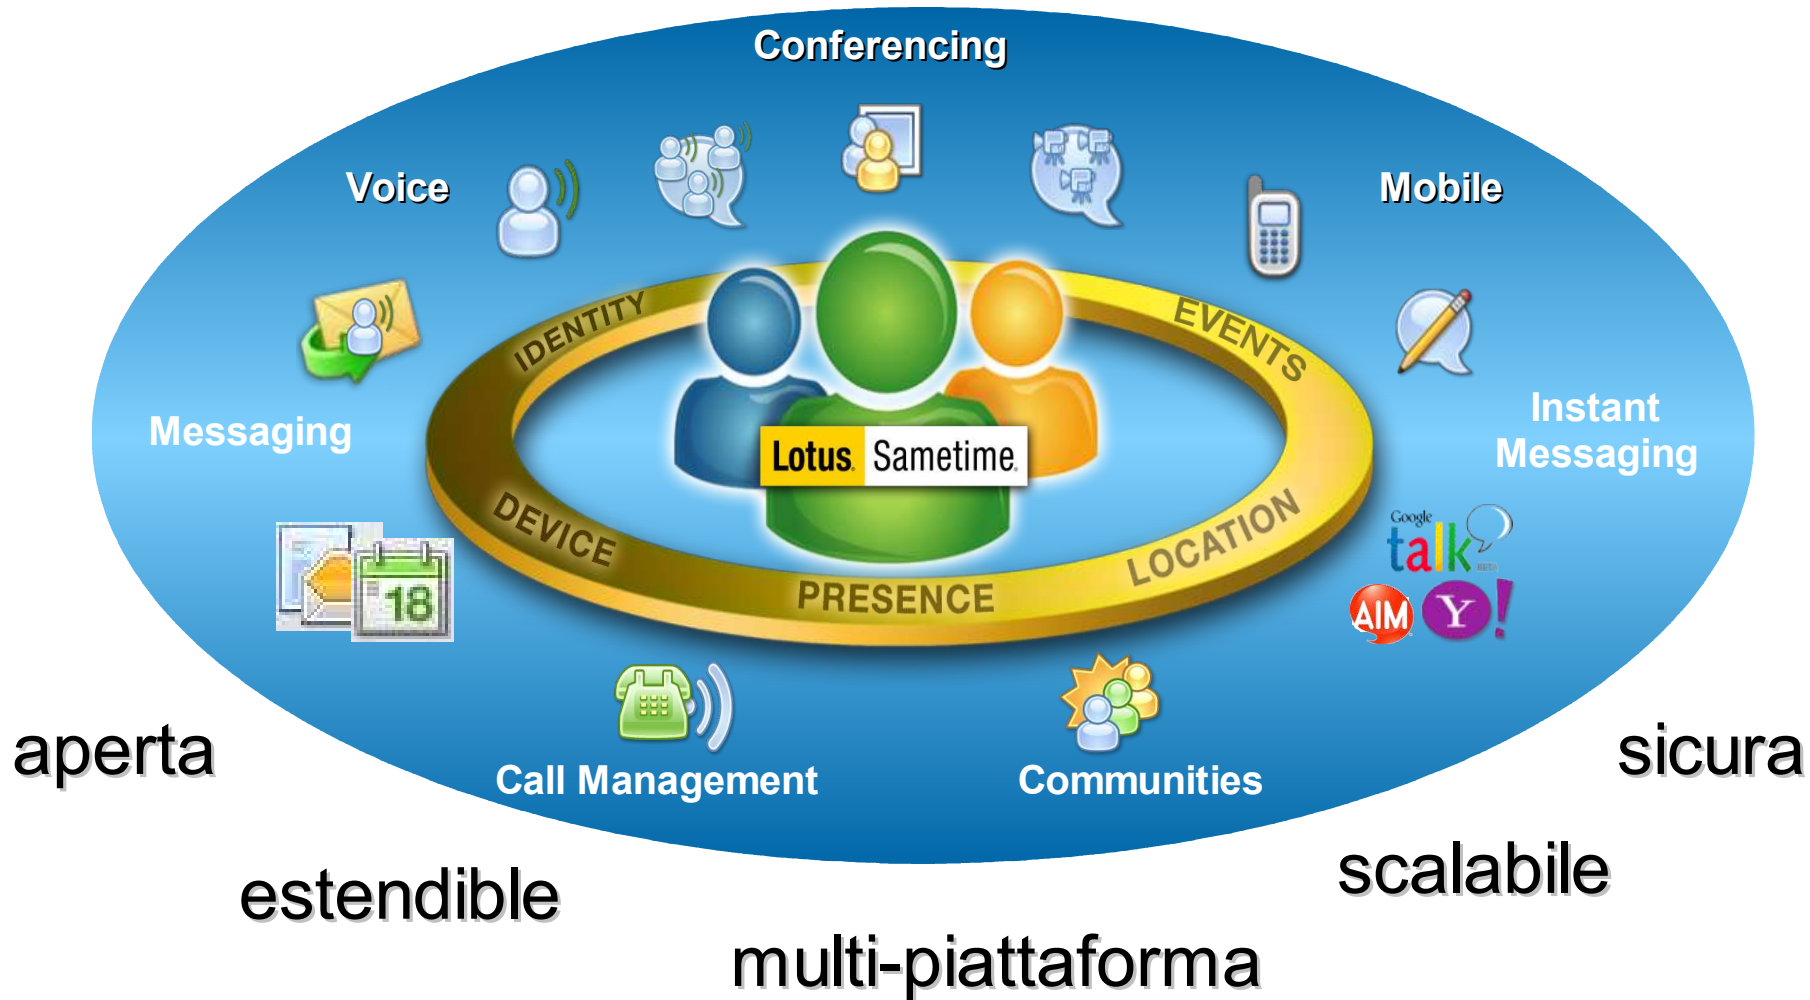 Conferencing
Voice
Mobile
IDENTITY
EVENTS
Messaging
Instant
Messaging
Lotus. Sametime.
DEVICE
LOCATION
PRESENCE
Google
talk
BETA
18
AIM
Y!
aperta
sicura
Call Management
Communities
estendible
scalabile
multi-piattaforma